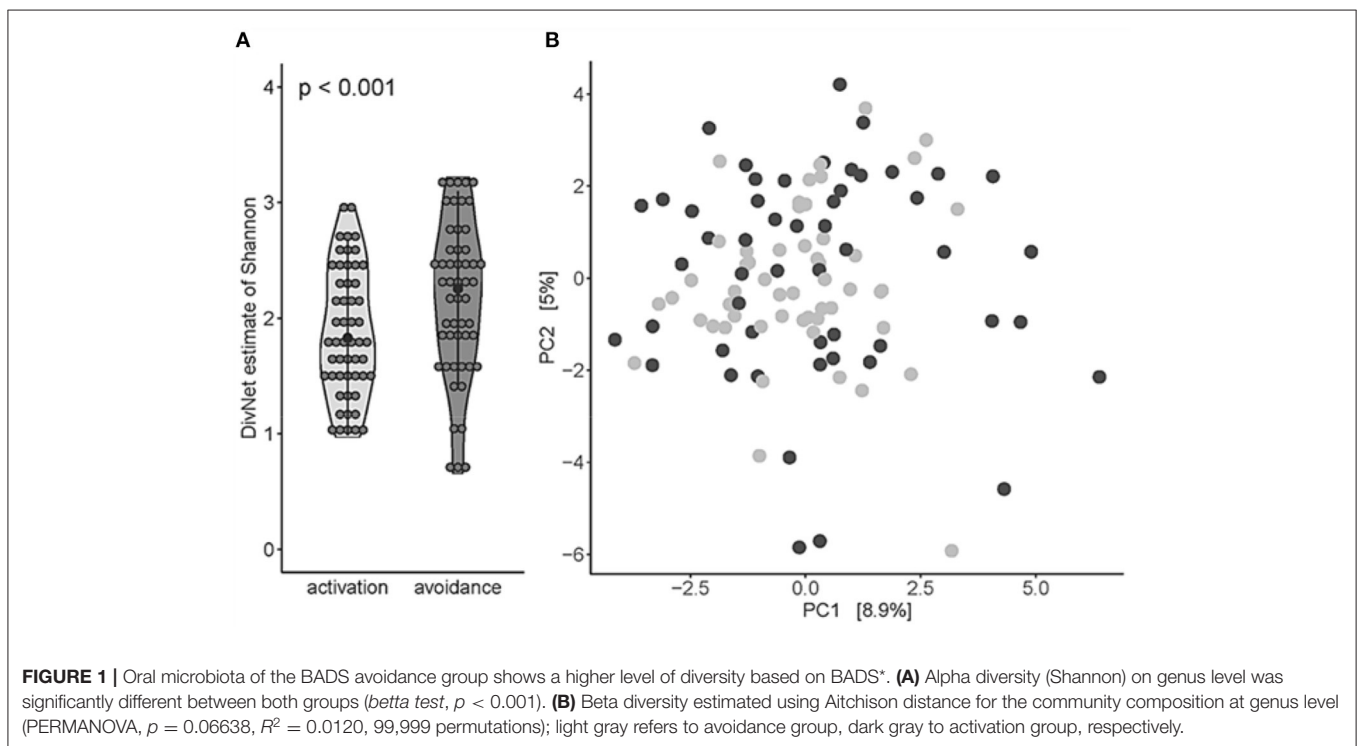 A
B
p < 0.001
DivNet estimate of Shannon
4
3
2
1
0
activation
avoidance
PC2 [5%]
4
2
0
−2
−4
−6
−2.5
0.0
2.5
5.0
PC1 [8.9%]
FIGURE 1 | Oral microbiota of the BADS avoidance group shows a higher level of diversity based on BADS*. (A) Alpha diversity (Shannon) on genus level was
significantly different between both groups (betta test, p < 0.001). (B) Beta diversity estimated using Aitchison distance for the community composition at genus level
(PERMANOVA, p = 0.06638, R² = 0.0120, 99,999 permutations); light gray refers to avoidance group, dark gray to activation group, respectively.